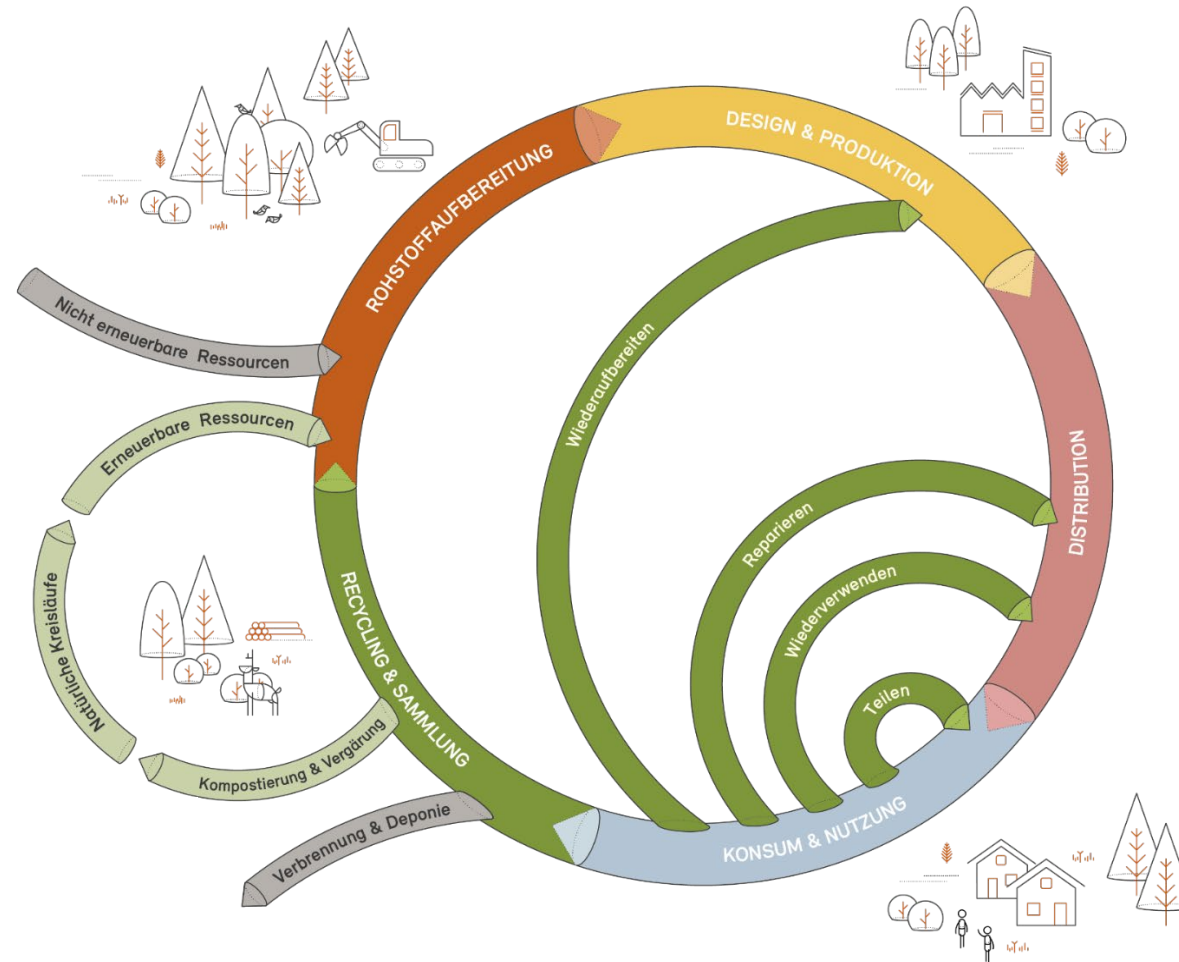 DESIGN & PRODUKTION
ROHSTOFFAUFBEREITUNG
Nicht erneuerbare Ressourcen
Wiederaufbereiten
Erneuerbare Ressourcen
DISTRIBUTION
Reparieren
Wiederverwenden
Natürliche Kreisläufe
RECYCLING & SAMMLUNG
Teilen
Kompostierung & Vergärung
Verbrennung & Deponie
KONSUM & NUTZUNG